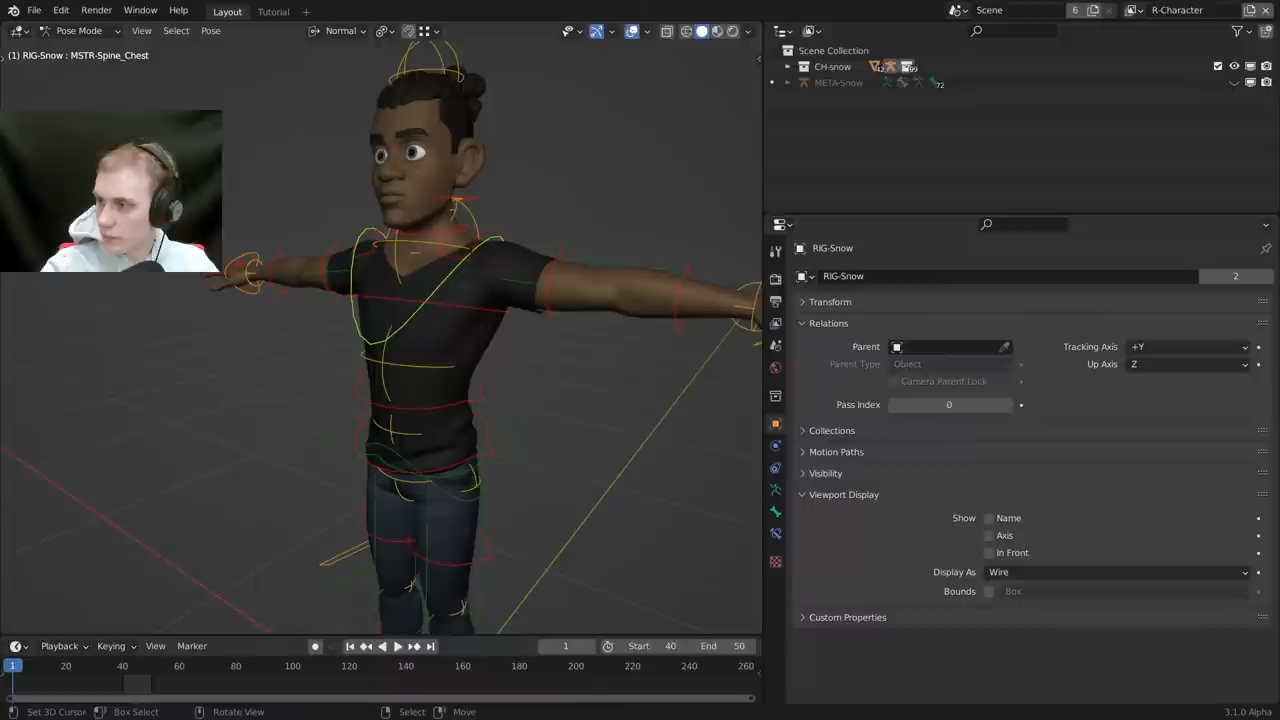 File Edit Render Window Help Layout Tutorial + Scene 6 R-Character
Pose Mode View Select Pose Normal
(1) RIG-Snow : MSTR-Spine_Chest
Scene Collection
CH-snow
META-Snow 72
RIG-Snow
RIG-Snow 2
Transform
Relations
Parent Tracking Axis +Y
Parent Type Object Up Axis Z
Camera Parent Lock
Pass Index 0
Collections
Motion Paths
Visibility
Viewport Display
Show Name
Axis
In Front
Display As Wire
Bounds Box
Custom Properties
Playback Keying View Marker 1 Start 40 End 50
1 20 40 60 80 100 120 140 160 180 200 220 240 260
Set 3D Cursor Box Select Rotate View Select Move 3.1.0 Alpha